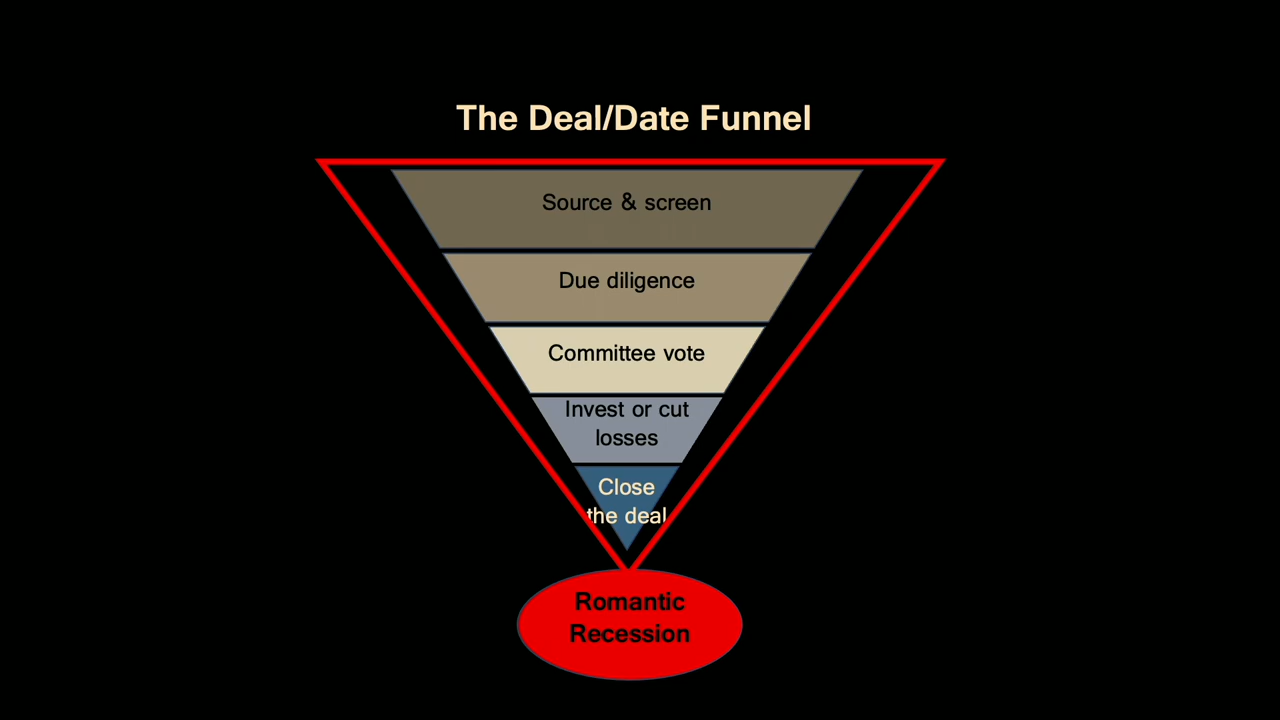 The Deal/Date Funnel
Source & screen
Due diligence
Committee vote
Invest or cut
losses
Close
the deal
Romantic
Recession